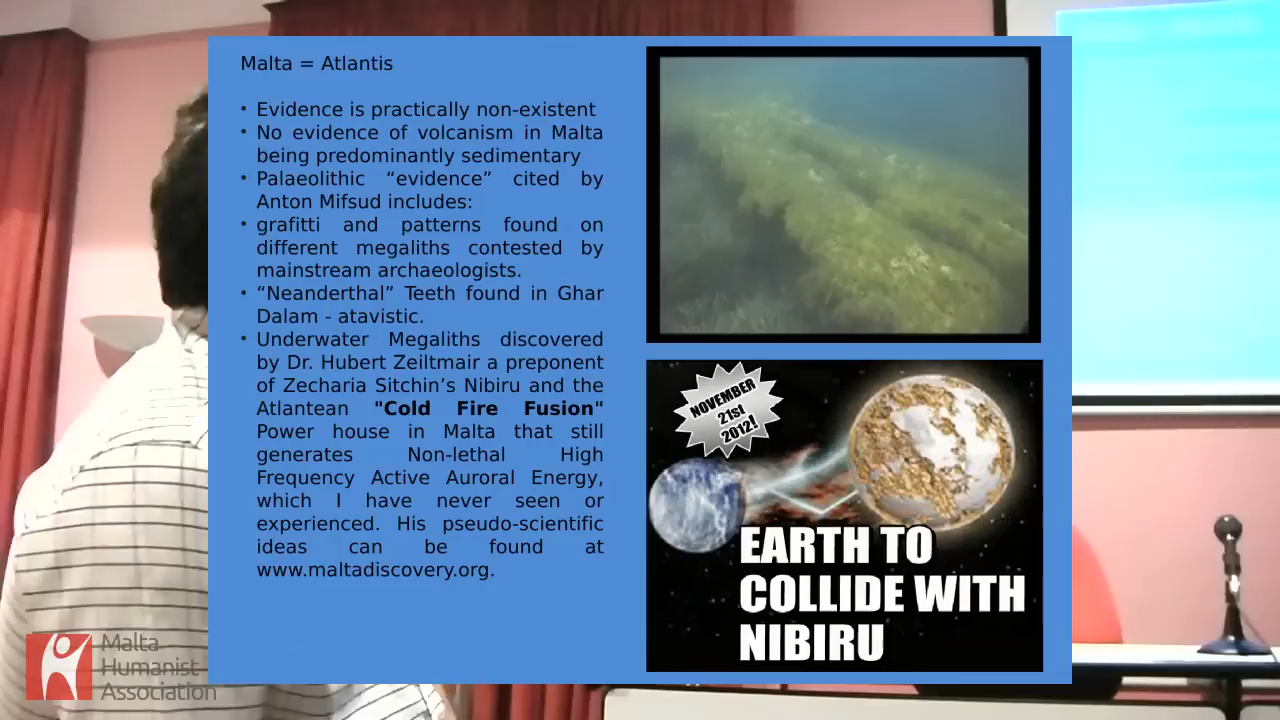 Malta = Atlantis
• Evidence is practically non-existent
• No evidence of volcanism in Malta
being predominantly sedimentary
• Palaeolithic “evidence” cited by
Anton Mifsud includes:
• grafitti and patterns found on
different megaliths contested by
mainstream archaeologists.
• “Neanderthal” Teeth found in Ghar
Dalam - atavistic.
• Underwater Megaliths discovered
by Dr. Hubert Zeiltmair a preponent
of Zecharia Sitchin’s Nibiru and the
Atlantean "Cold Fire Fusion"
Power house in Malta that still
generates Non-lethal High
Frequency Active Auroral Energy,
which I have never seen or
experienced. His pseudo-scientific
ideas can be found at
www.maltadiscovery.org.
NOVEMBER
21st
2012!
EARTH TO
COLLIDE WITH
NIBIRU
Malta
Humanist
Association